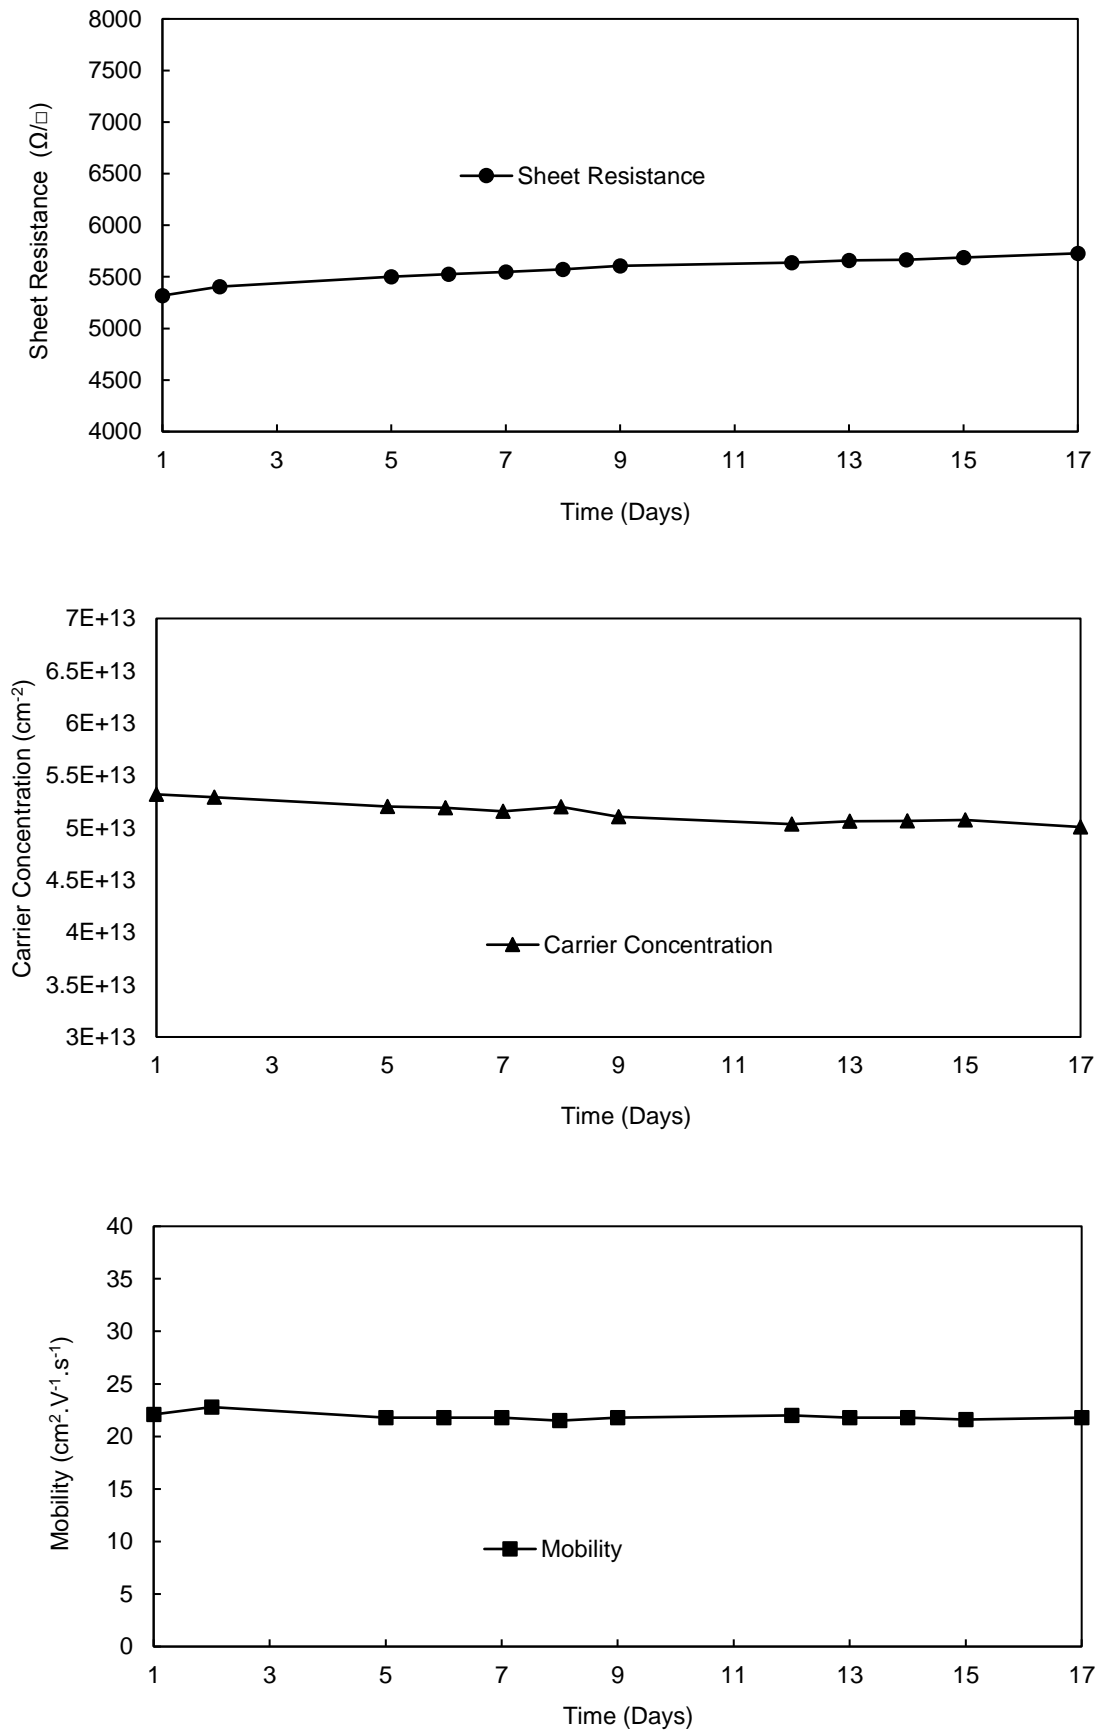 8000
7500
7000
6500
6000
5500
5000
4500
4000
Sheet Resistance (Ω/□)
Sheet Resistance
1 3 5 7 9 11 13 15 17
Time (Days)
7E+13
6.5E+13
6E+13
5.5E+13
5E+13
4.5E+13
4E+13
3.5E+13
3E+13
Carrier Concentration (cm⁻²)
Carrier Concentration
1 3 5 7 9 11 13 15 17
Time (Days)
40
35
30
25
20
15
10
5
0
Mobility (cm².V⁻¹.s⁻¹)
Mobility
1 3 5 7 9 11 13 15 17
Time (Days)